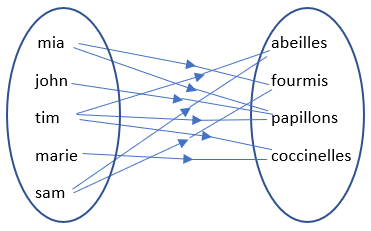 mia
john
tim
marie
sam
abeilles
fourmis
papillons
coccinelles